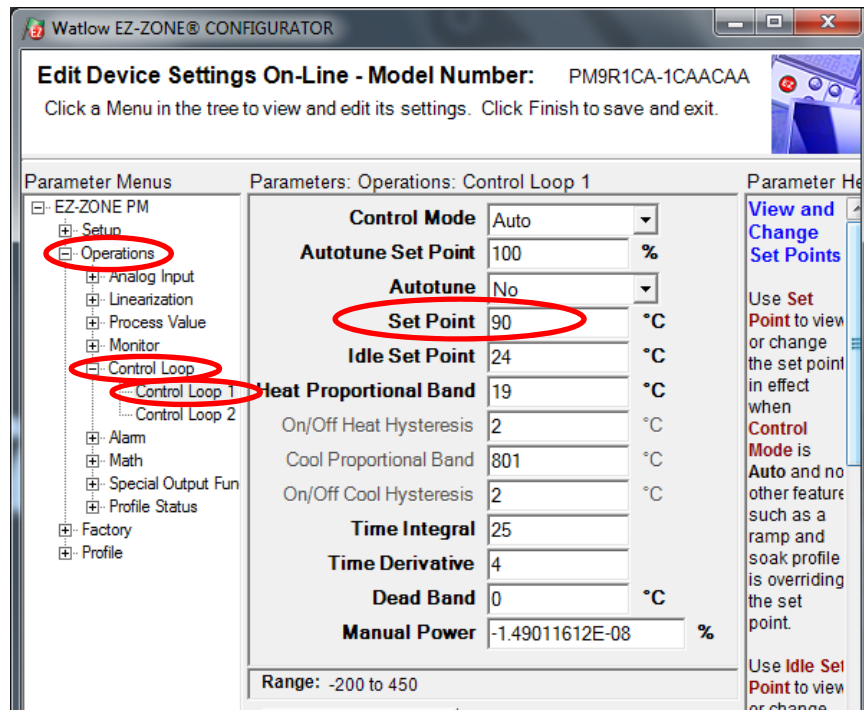 Watlow EZ-ZONE® CONFIGURATOR
Edit Device Settings On-Line - Model Number: PM9R1CA-1CAACAA
Click a Menu in the tree to view and edit its settings. Click Finish to save and exit.
Parameter Menus
EZ-ZONE PM
Setup
Operations
Analog Input
Linearization
Process Value
Monitor
Control Loop
Control Loop 1
Control Loop 2
Alarm
Math
Special Output Fun
Profile Status
Factory
Profile
Parameters: Operations: Control Loop 1
Control Mode Auto
Autotune Set Point 100 %
Autotune No
Set Point 90 °C
Idle Set Point 24 °C
Heat Proportional Band 19 °C
On/Off Heat Hysteresis 2 °C
Cool Proportional Band 801 °C
On/Off Cool Hysteresis 2 °C
Time Integral 25
Time Derivative 4
Dead Band 0 °C
Manual Power -1.49011612E-08 %
Range: -200 to 450
Parameter He
View and
Change
Set Points
Use Set
Point to view
or change
the set point
in effect
when
Control
Mode is
Auto and no
other feature
such as a
ramp and
soak profile
is overriding
the set
point.
Use Idle Set
Point to view
or change